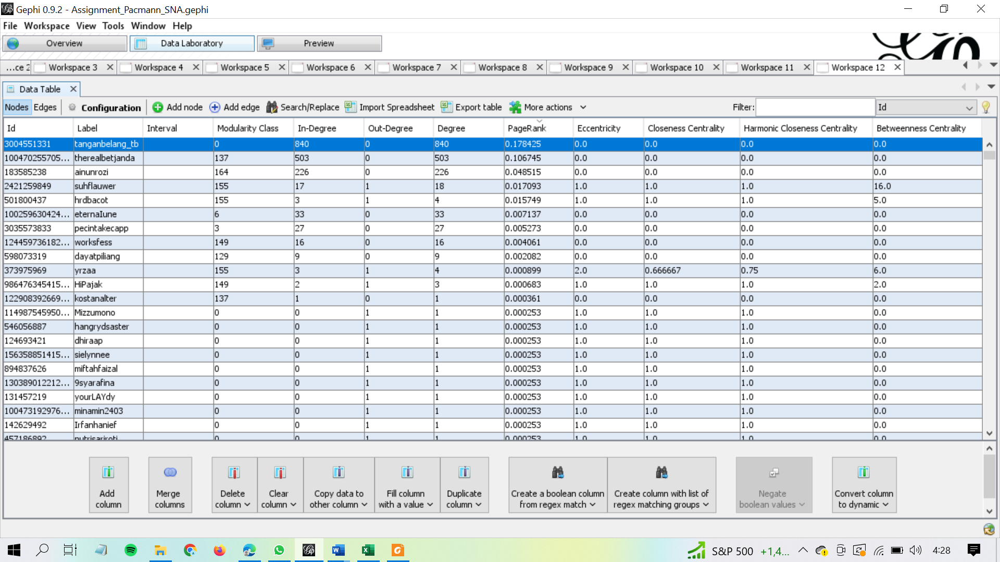 Gephi 0.9.2 - Assignment_Pacmann_SNA.gephi
File Workspace View Tools Window Help
Overview Data Laboratory Preview
...ce 2 Workspace 3 Workspace 4 Workspace 5 Workspace 6 Workspace 7 Workspace 8 Workspace 9 Workspace 10 Workspace 11 Workspace 12
Data Table
Nodes Edges Configuration Add node Add edge Search/Replace Import Spreadsheet Export table More actions Filter: Id
Id Label Interval Modularity Class In-Degree Out-Degree Degree PageRank Eccentricity Closeness Centrality Harmonic Closeness Centrality Betweenness Centrality
3004551331 tanganbelang_tb 0 840 0 840 0.178425 0.0 0.0 0.0 0.0
100470255705... therealbetjanda 137 503 0 503 0.106745 0.0 0.0 0.0 0.0
183585238 ainunrozi 164 226 0 226 0.048515 0.0 0.0 0.0 0.0
2421259849 suhflauwer 155 17 1 18 0.017093 1.0 1.0 1.0 16.0
501800437 hrdbacot 155 3 1 4 0.015749 1.0 1.0 1.0 5.0
100259630424... eternaIune 6 33 0 33 0.007137 0.0 0.0 0.0 0.0
3035573833 pecintakecapp 3 27 0 27 0.005273 0.0 0.0 0.0 0.0
124459736182... worksfess 149 16 0 16 0.004061 0.0 0.0 0.0 0.0
598073319 dayatpiliang 129 9 0 9 0.002082 0.0 0.0 0.0 0.0
373975969 yrzaa 155 3 1 4 0.000899 2.0 0.666667 0.75 6.0
986476345415... HiPajak 149 2 1 3 0.000683 1.0 1.0 1.0 2.0
122908392669... kostanalter 137 1 0 1 0.000361 0.0 0.0 0.0 0.0
114987545950... Mizzumono 0 0 1 1 0.000253 1.0 1.0 1.0 0.0
546056887 hangrydsaster 0 0 1 1 0.000253 1.0 1.0 1.0 0.0
124693421 dhiraap 0 0 1 1 0.000253 1.0 1.0 1.0 0.0
156358851415... sielynnee 0 0 1 1 0.000253 1.0 1.0 1.0 0.0
894837626 miftahfaizal 0 0 1 1 0.000253 1.0 1.0 1.0 0.0
130389012212... 9syarafina 0 0 1 1 0.000253 1.0 1.0 1.0 0.0
131457219 yourLAYdy 0 0 1 1 0.000253 1.0 1.0 1.0 0.0
100473192976... minamin2403 0 0 1 1 0.000253 1.0 1.0 1.0 0.0
142629492 Irfanhanief 0 0 1 1 0.000253 1.0 1.0 1.0 0.0
457186892 putrisariroti 0 0 1 1 0.000253 1.0 1.0 1.0 0.0
Add column
Merge columns
Delete column
Clear column
Copy data to other column
Fill column with a value
Duplicate column
Create a boolean column from regex match
Create column with list of regex matching groups
Negate boolean values
Convert column to dynamic
S&P 500 +1,4... 4:28